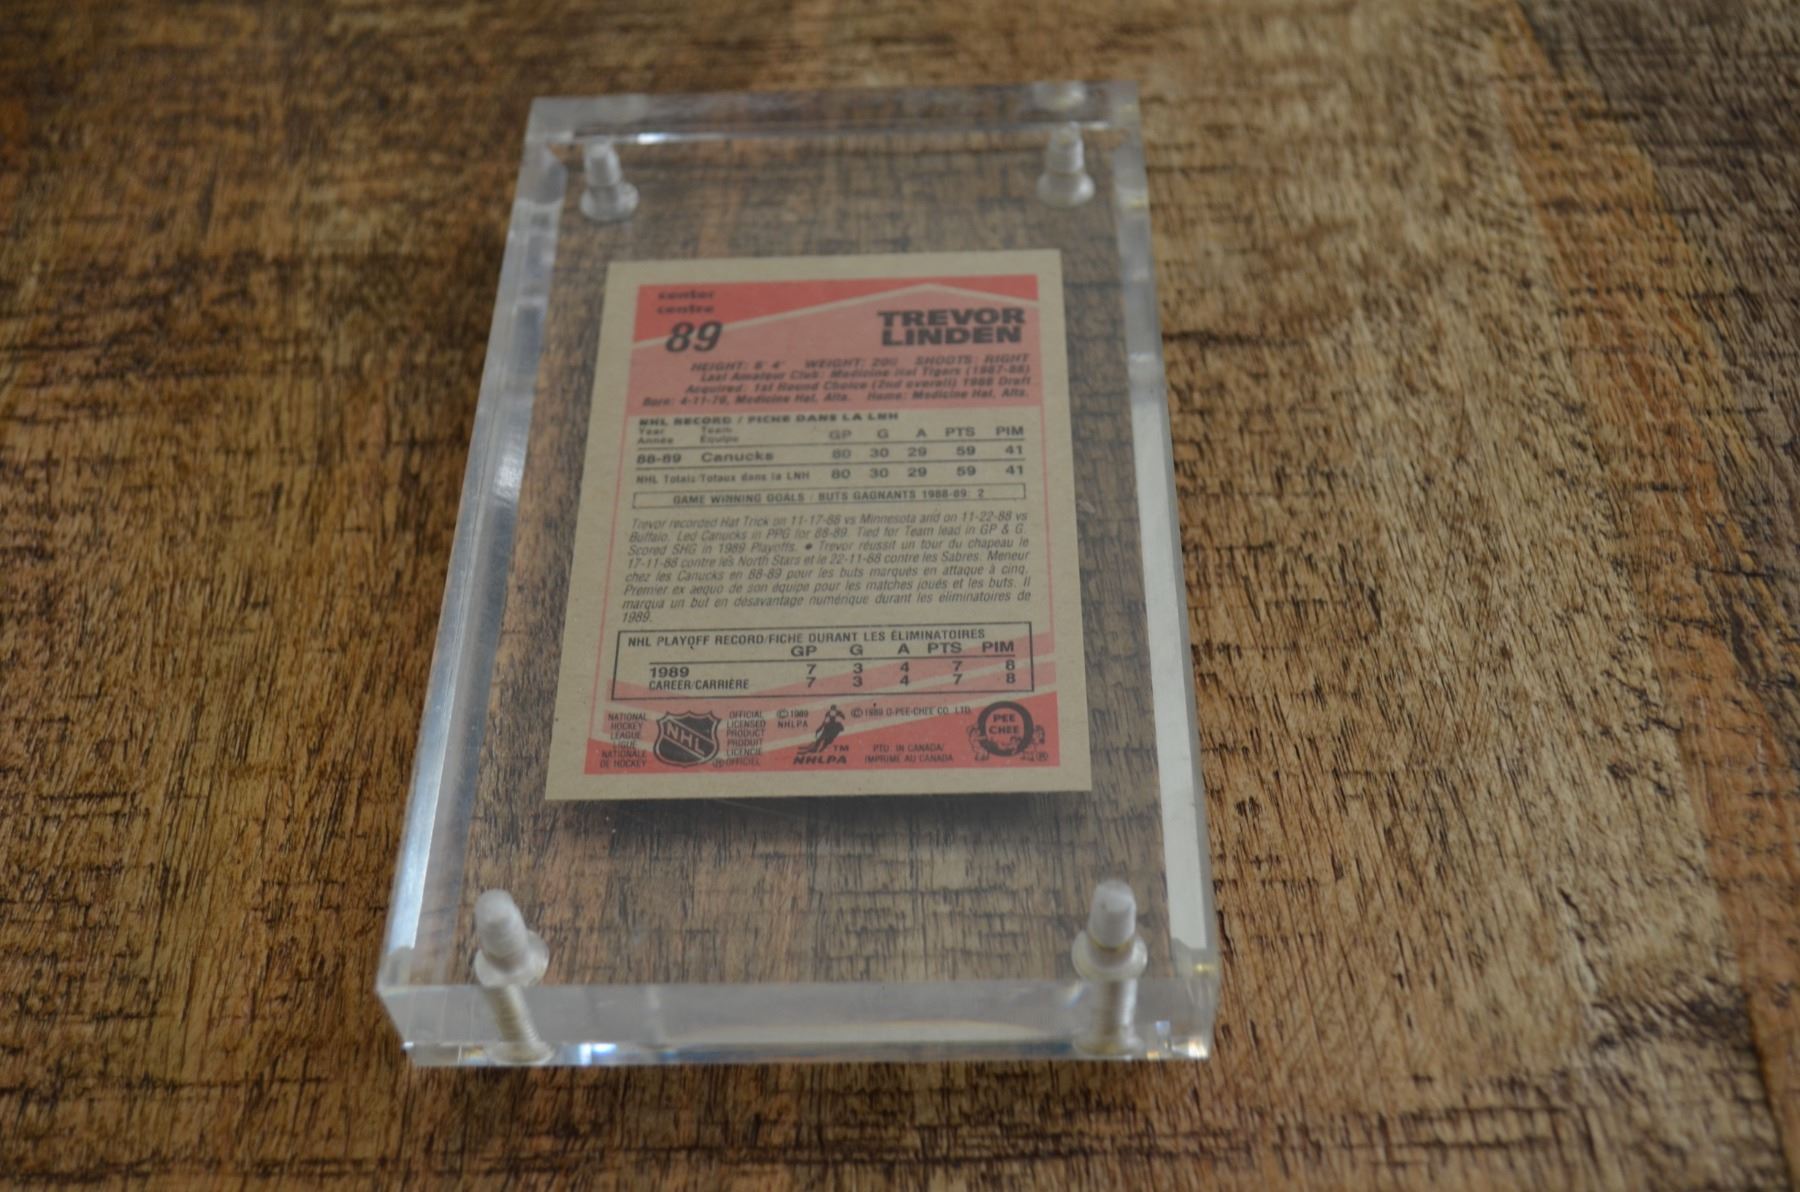 center
centre
89
TREVOR
LINDEN
HEIGHT: 6' 4" WEIGHT: 200 SHOOTS: RIGHT
Last Amateur Club: Medicine Hat Tigers (1987-88)
Acquired: 1st Round Choice (2nd overall) 1988 Draft
Born: 4-11-70, Medicine Hat, Alta. Home: Medicine Hat, Alta.
NHL RECORD / FICHE DANS LA LNH
Year Team
Année Équipe GP G A PTS PIM
88-89 Canucks 80 30 29 59 41
NHL Totals/Totaux dans la LNH 80 30 29 59 41
GAME WINNING GOALS / BUTS GAGNANTS 1988-89: 2
Trevor recorded Hat Trick on 11-17-88 vs Minnesota and on 11-22-88 vs
Buffalo. Led Canucks in PPG for 88-89. Tied for Team lead in GP & G.
Scored SHG in 1989 Playoffs. ● Trevor réussit un tour du chapeau le
17-11-88 contre les North Stars et le 22-11-88 contre les Sabres. Meneur
chez les Canucks en 88-89 pour les buts marqués en attaque à cinq.
Premier ex aequo de son équipe pour les matches joués et les buts. Il
marqua un but en désavantage numérique durant les éliminatoires de
1989.
NHL PLAYOFF RECORD/FICHE DURANT LES ÉLIMINATOIRES
GP G A PTS PIM
1989 7 3 4 7 8
CAREER/CARRIÈRE 7 3 4 7 8
NATIONAL
HOCKEY
LEAGUE
LIGUE
NATIONALE
DE HOCKEY
NHL
OFFICIAL
LICENSED
PRODUCT
PRODUIT
LICENCIÉ
OFFICIEL
©1989
NHLPA
TM
NHLPA
©1989 O-PEE-CHEE CO. LTD.
PTD. IN CANADA/
IMPRIMÉ AU CANADA
PEE
CHEE
®